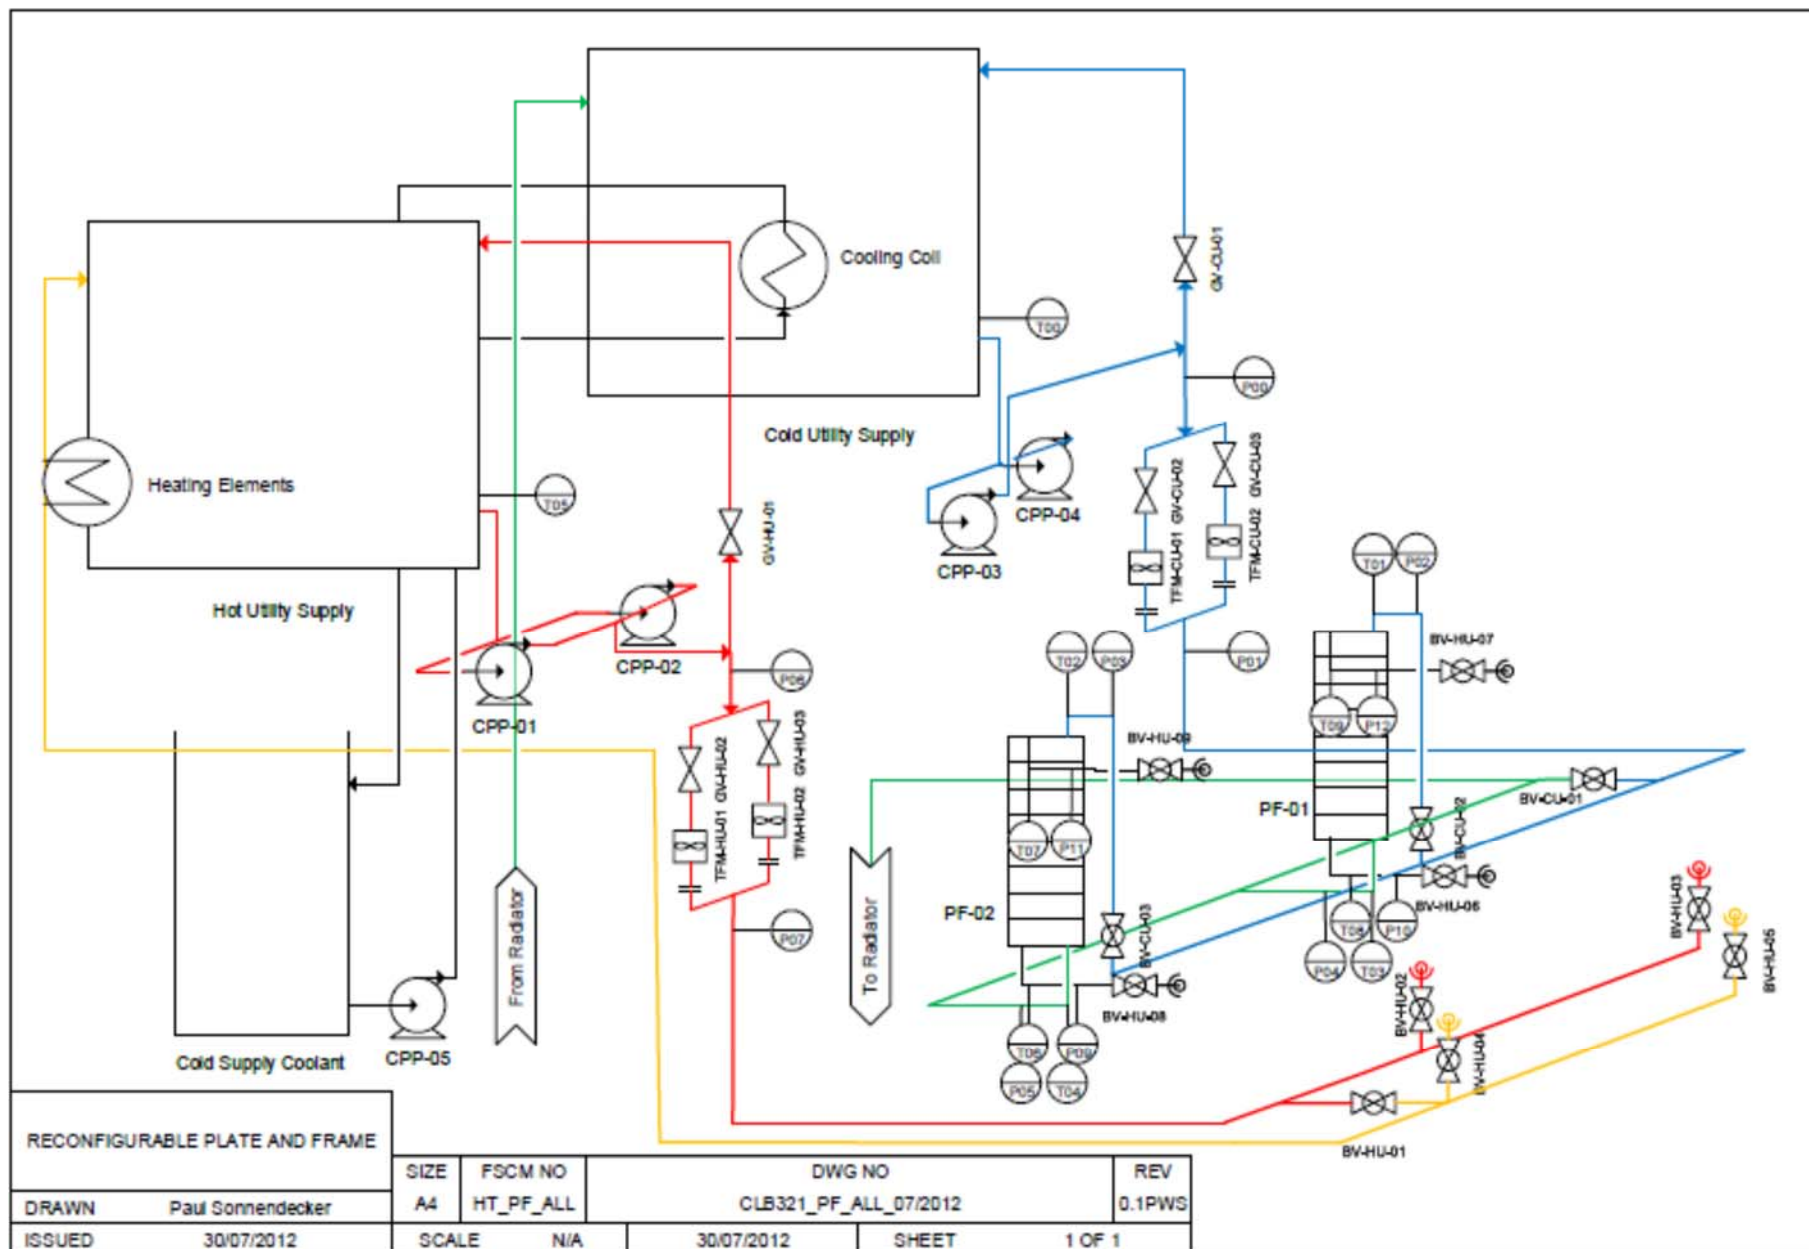 Cooling Coil
GV-CU-01
T00
P00
Cold Utility Supply
Heating Elements
T05
GV-HU-01
CPP-04
CPP-03
GV-CU-02
GV-CU-03
TFM-CU-01
TFM-CU-02
T01
P02
Hot Utility Supply
CPP-02
CPP-01
P06
T02
P03
P01
BV-HU-07
T09
P12
GV-HU-02
GV-HU-03
TFM-HU-01
TFM-HU-02
BV-HU-09
BV-CU-01
PF-01
BV-CU-02
T07
P11
From Radiator
To Radiator
PF-02
P07
BV-CU-03
BV-HU-06
T08
P10
P04
T03
BV-HU-03
BV-HU-05
BV-HU-02
BV-HU-04
BV-HU-08
T06
P09
P05
T04
CPP-05
Cold Supply Coolant
BV-HU-01
RECONFIGURABLE PLATE AND FRAME
SIZE FSCM NO DWG NO REV
A4 HT_PF_ALL CLB321_PF_ALL_07/2012 0.1PWS
DRAWN Paul Sonnendecker
ISSUED 30/07/2012 SCALE N/A 30/07/2012 SHEET 1 OF 1